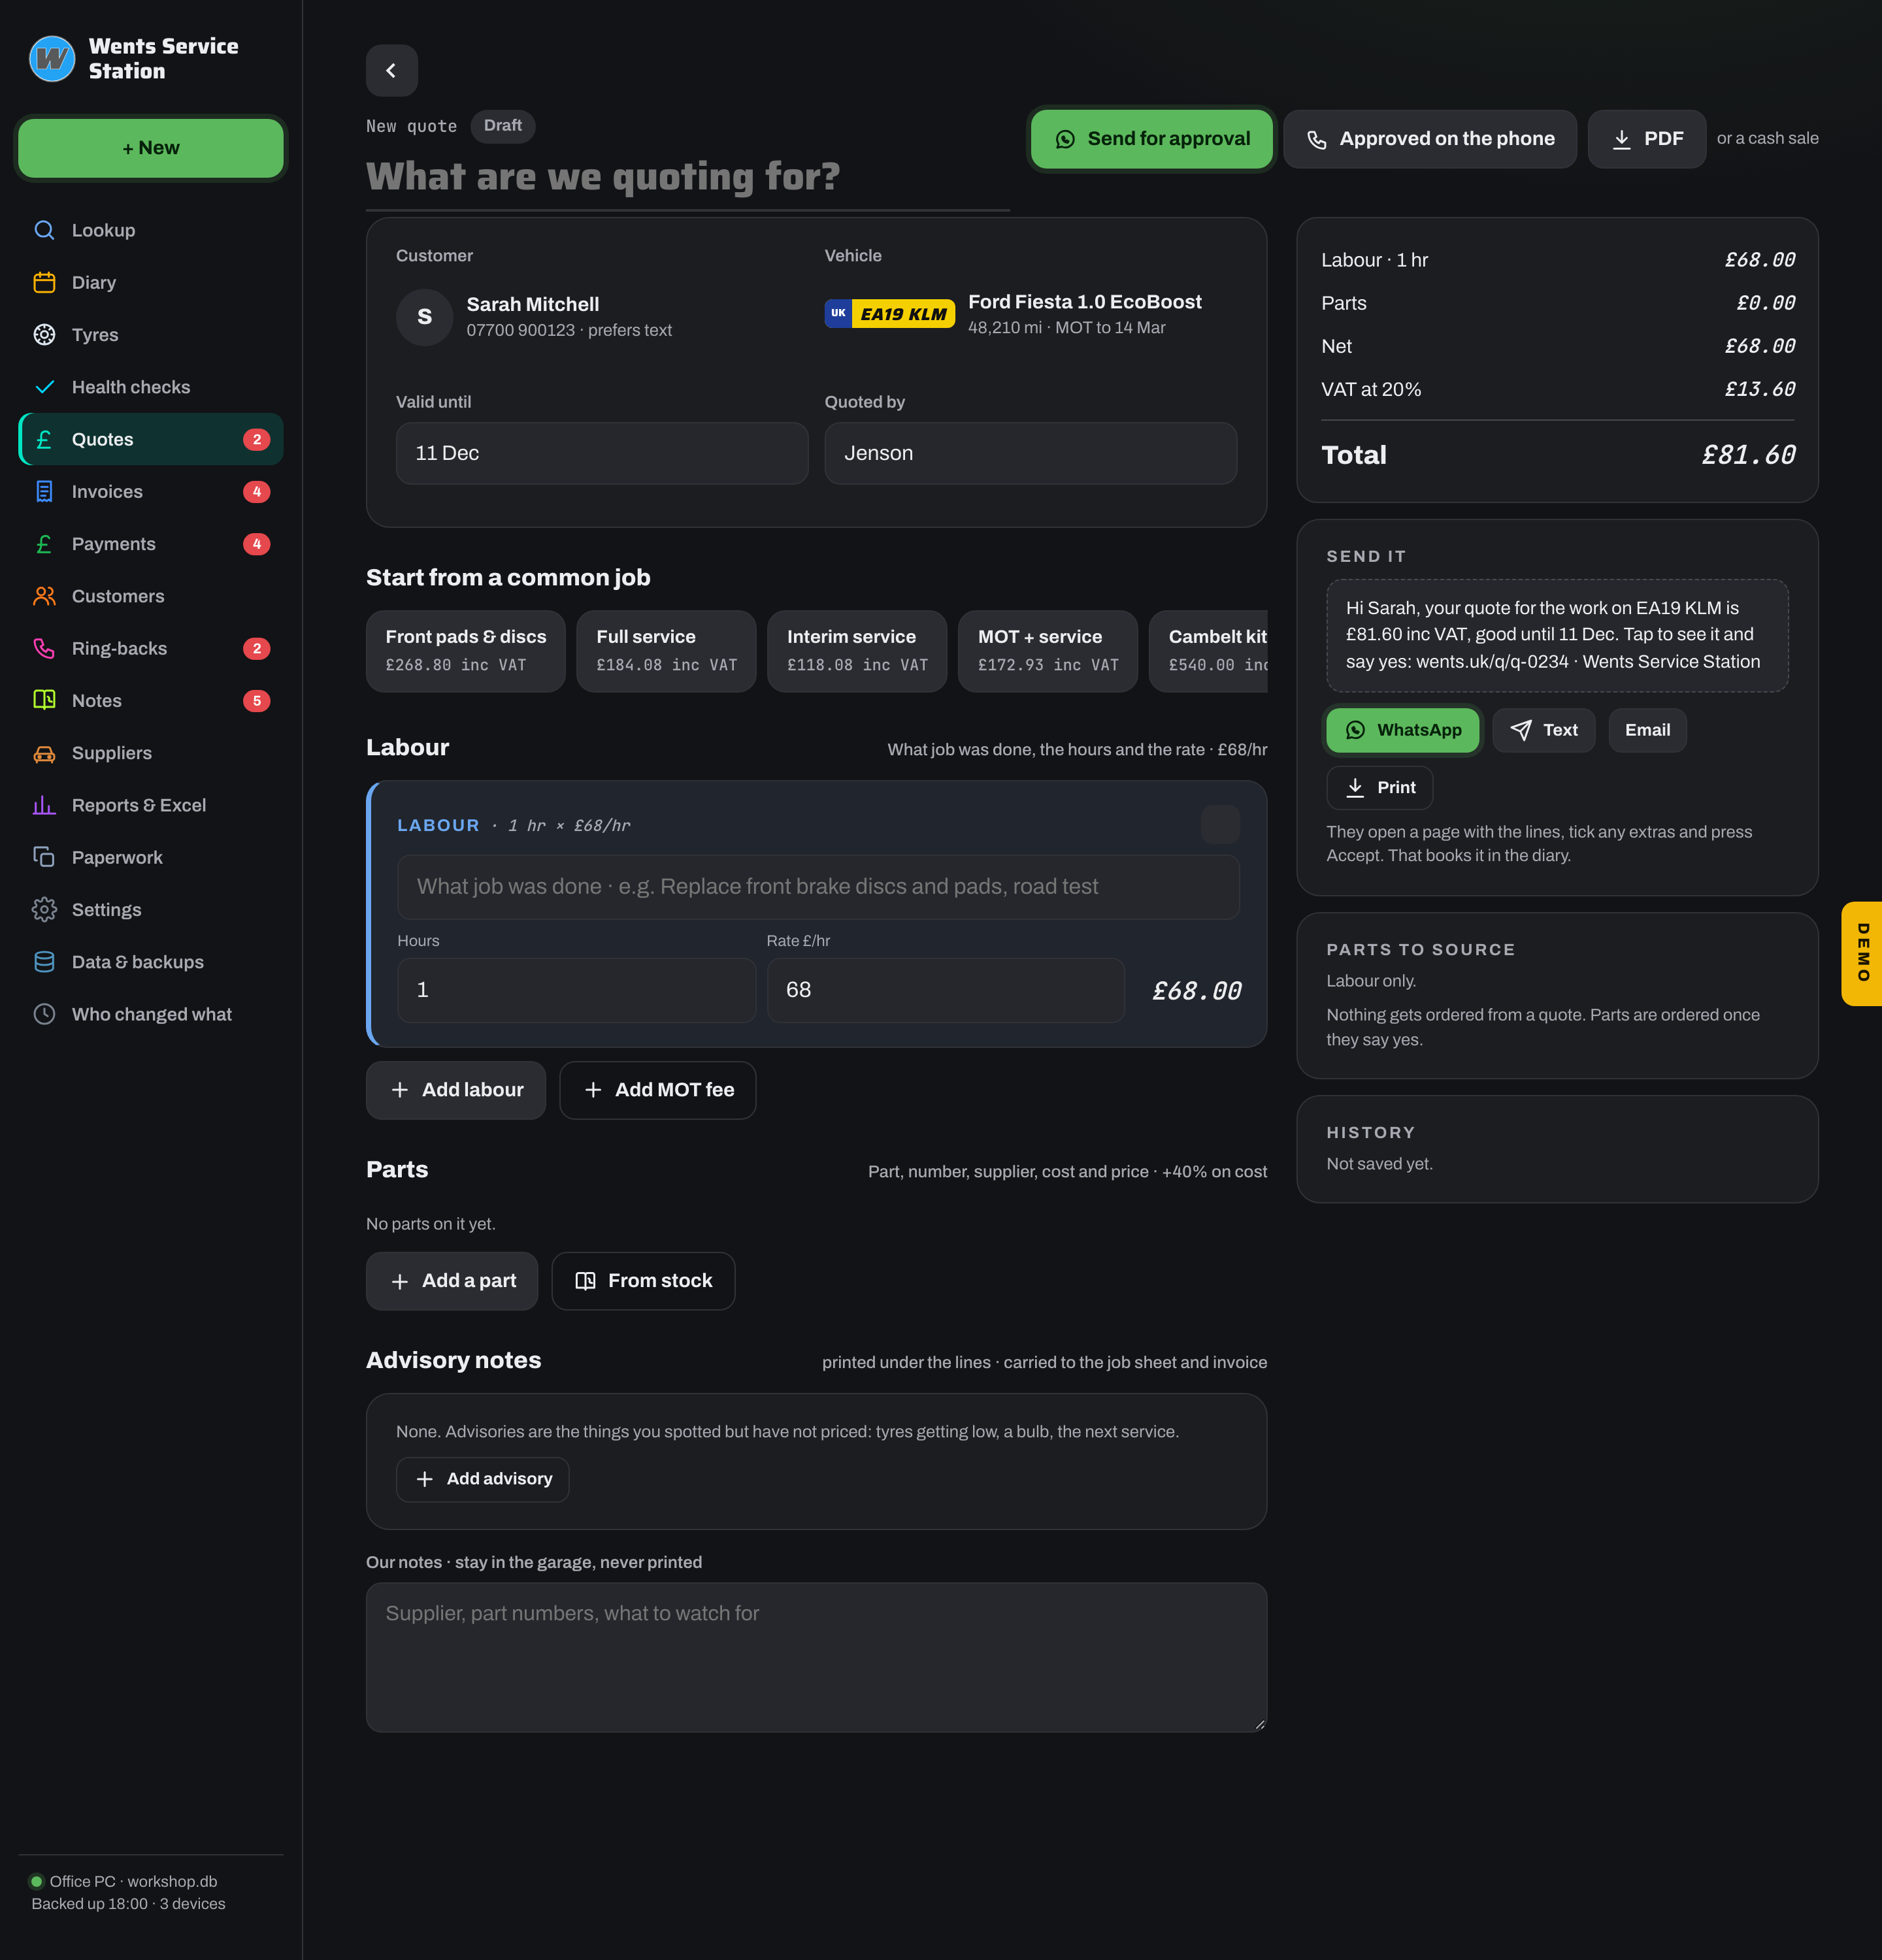 W
Wents Service
Station
+ New
Lookup
Diary
Tyres
Health checks
£ Quotes 2
Invoices 4
£ Payments 4
Customers
Ring-backs 2
Notes 5
Suppliers
Reports & Excel
Paperwork
Settings
Data & backups
Who changed what
Office PC · workshop.db
Backed up 18:00 · 3 devices
New quote Draft
What are we quoting for?
Send for approval
Approved on the phone
PDF
or a cash sale
Customer
S
Sarah Mitchell
07700 900123 · prefers text
Vehicle
UK EA19 KLM
Ford Fiesta 1.0 EcoBoost
48,210 mi · MOT to 14 Mar
Valid until
11 Dec
Quoted by
Jenson
Start from a common job
Front pads & discs
£268.80 inc VAT
Full service
£184.08 inc VAT
Interim service
£118.08 inc VAT
MOT + service
£172.93 inc VAT
Cambelt kit
£540.00 inc
Labour
What job was done, the hours and the rate · £68/hr
LABOUR · 1 hr × £68/hr
What job was done · e.g. Replace front brake discs and pads, road test
Hours
1
Rate £/hr
68
£68.00
+ Add labour
+ Add MOT fee
Parts
Part, number, supplier, cost and price · +40% on cost
No parts on it yet.
+ Add a part
From stock
Advisory notes
printed under the lines · carried to the job sheet and invoice
None. Advisories are the things you spotted but have not priced: tyres getting low, a bulb, the next service.
+ Add advisory
Our notes · stay in the garage, never printed
Supplier, part numbers, what to watch for
Labour · 1 hr £68.00
Parts £0.00
Net £68.00
VAT at 20% £13.60
Total £81.60
SEND IT
Hi Sarah, your quote for the work on EA19 KLM is
£81.60 inc VAT, good until 11 Dec. Tap to see it and
say yes: wents.uk/q/q-0234 · Wents Service Station
WhatsApp
Text
Email
Print
They open a page with the lines, tick any extras and press
Accept. That books it in the diary.
PARTS TO SOURCE
Labour only.
Nothing gets ordered from a quote. Parts are ordered once
they say yes.
HISTORY
Not saved yet.
DEMO